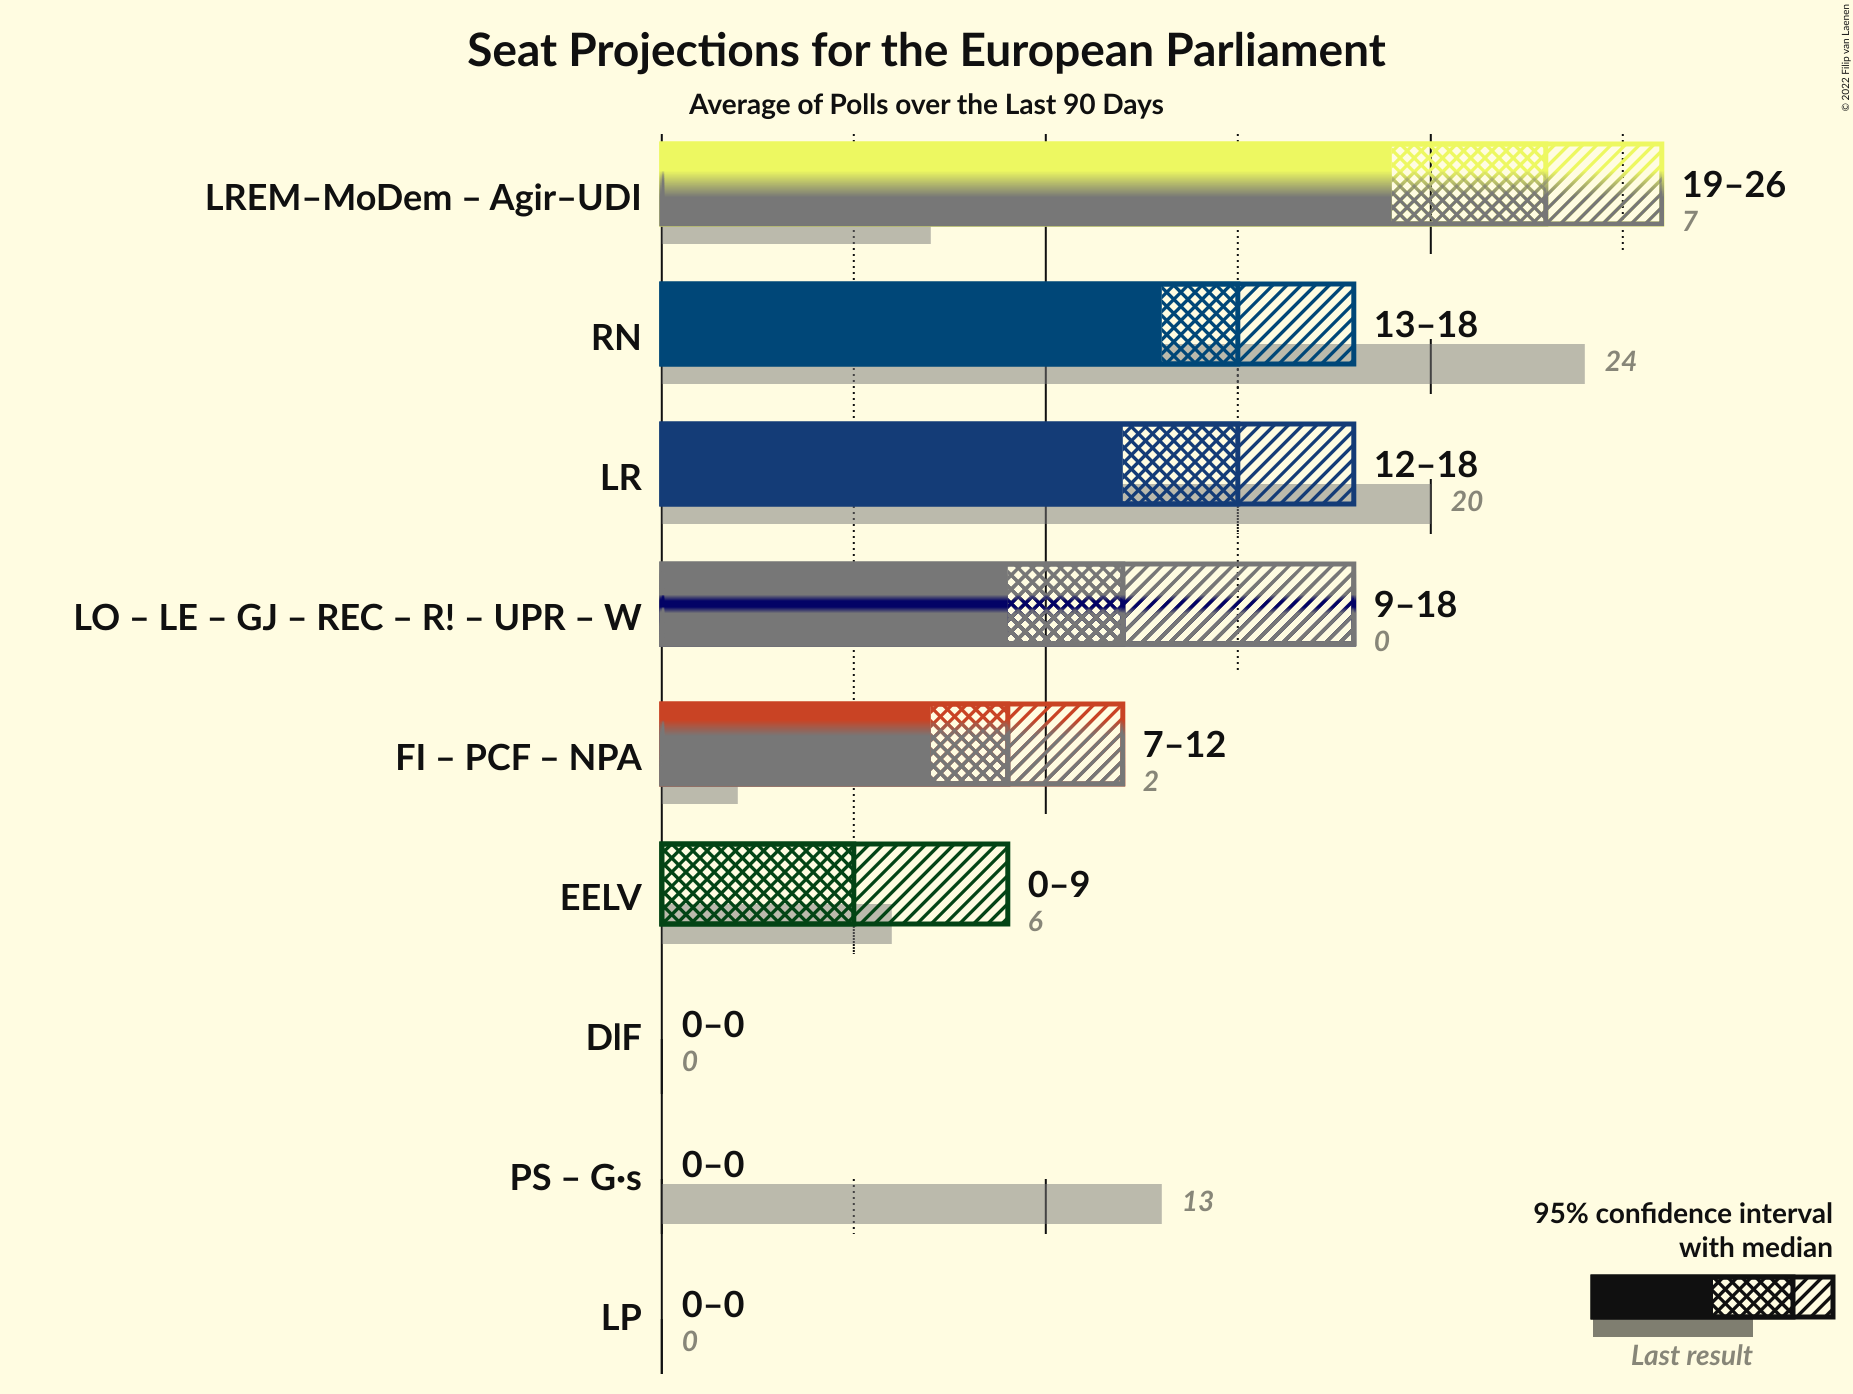 Seat Projections for the European Parliament
Average of Polls over the Last 90 Days
© 2022 Filip van Laenen
LREM–MoDem – Agir–UDI
19–26
7
RN
13–18
24
LR
12–18
20
LO – LE – GJ – REC – R! – UPR – W
9–18
0
FI – PCF – NPA
7–12
2
EELV
0–9
6
DlF
0–0
0
PS – G·s
0–0
13
LP
0–0
0
95% confidence interval
with median
Last result